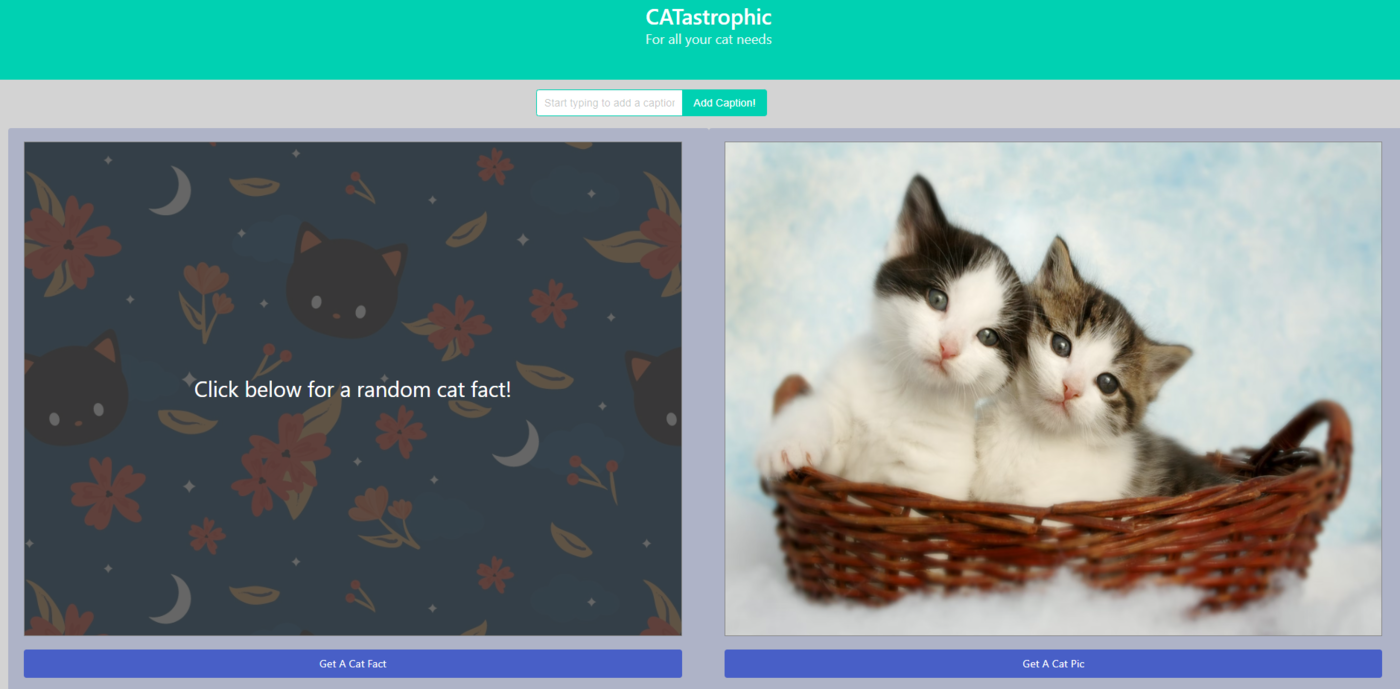 CATastrophic
For all your cat needs
Start typing to add a caption
Add Caption!
Click below for a random cat fact!
Get A Cat Fact
Get A Cat Pic